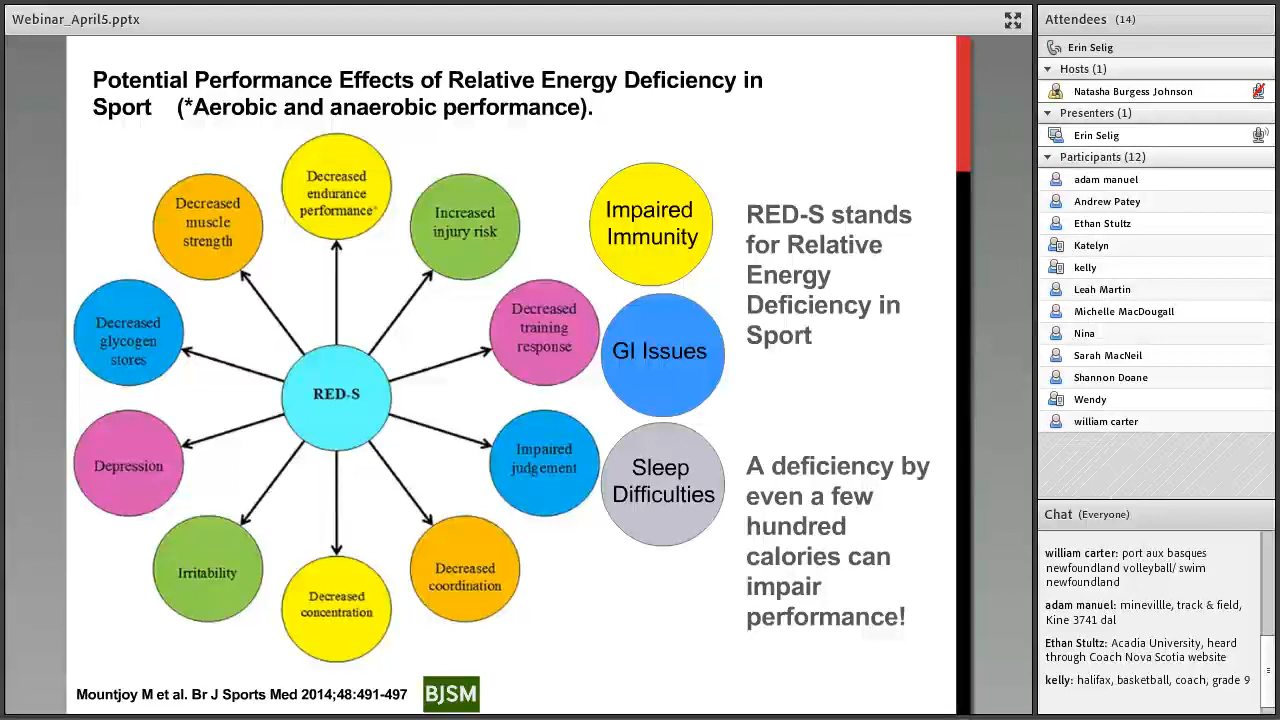 Webinar_April5.pptx
Potential Performance Effects of Relative Energy Deficiency in
Sport (*Aerobic and anaerobic performance).
Decreased
endurance
performance*
Decreased
muscle
strength
Increased
injury risk
Decreased
glycogen
stores
Decreased
training
response
RED-S
Depression
Impaired
judgement
Irritability
Decreased
concentration
Decreased
coordination
Impaired
Immunity
GI Issues
Sleep
Difficulties
RED-S stands
for Relative
Energy
Deficiency in
Sport
A deficiency by
even a few
hundred
calories can
impair
performance!
Mountjoy M et al. Br J Sports Med 2014;48:491-497
BJSM
Attendees (14)
Erin Selig
Hosts (1)
Natasha Burgess Johnson
Presenters (1)
Erin Selig
Participants (12)
adam manuel
Andrew Patey
Ethan Stultz
Katelyn
kelly
Leah Martin
Michelle MacDougall
Nina
Sarah MacNeil
Shannon Doane
Wendy
william carter
Chat (Everyone)
william carter: port aux basques
newfoundland volleyball/ swim
newfoundland
adam manuel: minevillle, track & field,
Kine 3741 dal
Ethan Stultz: Acadia University, heard
through Coach Nova Scotia website
kelly: halifax, basketball, coach, grade 9